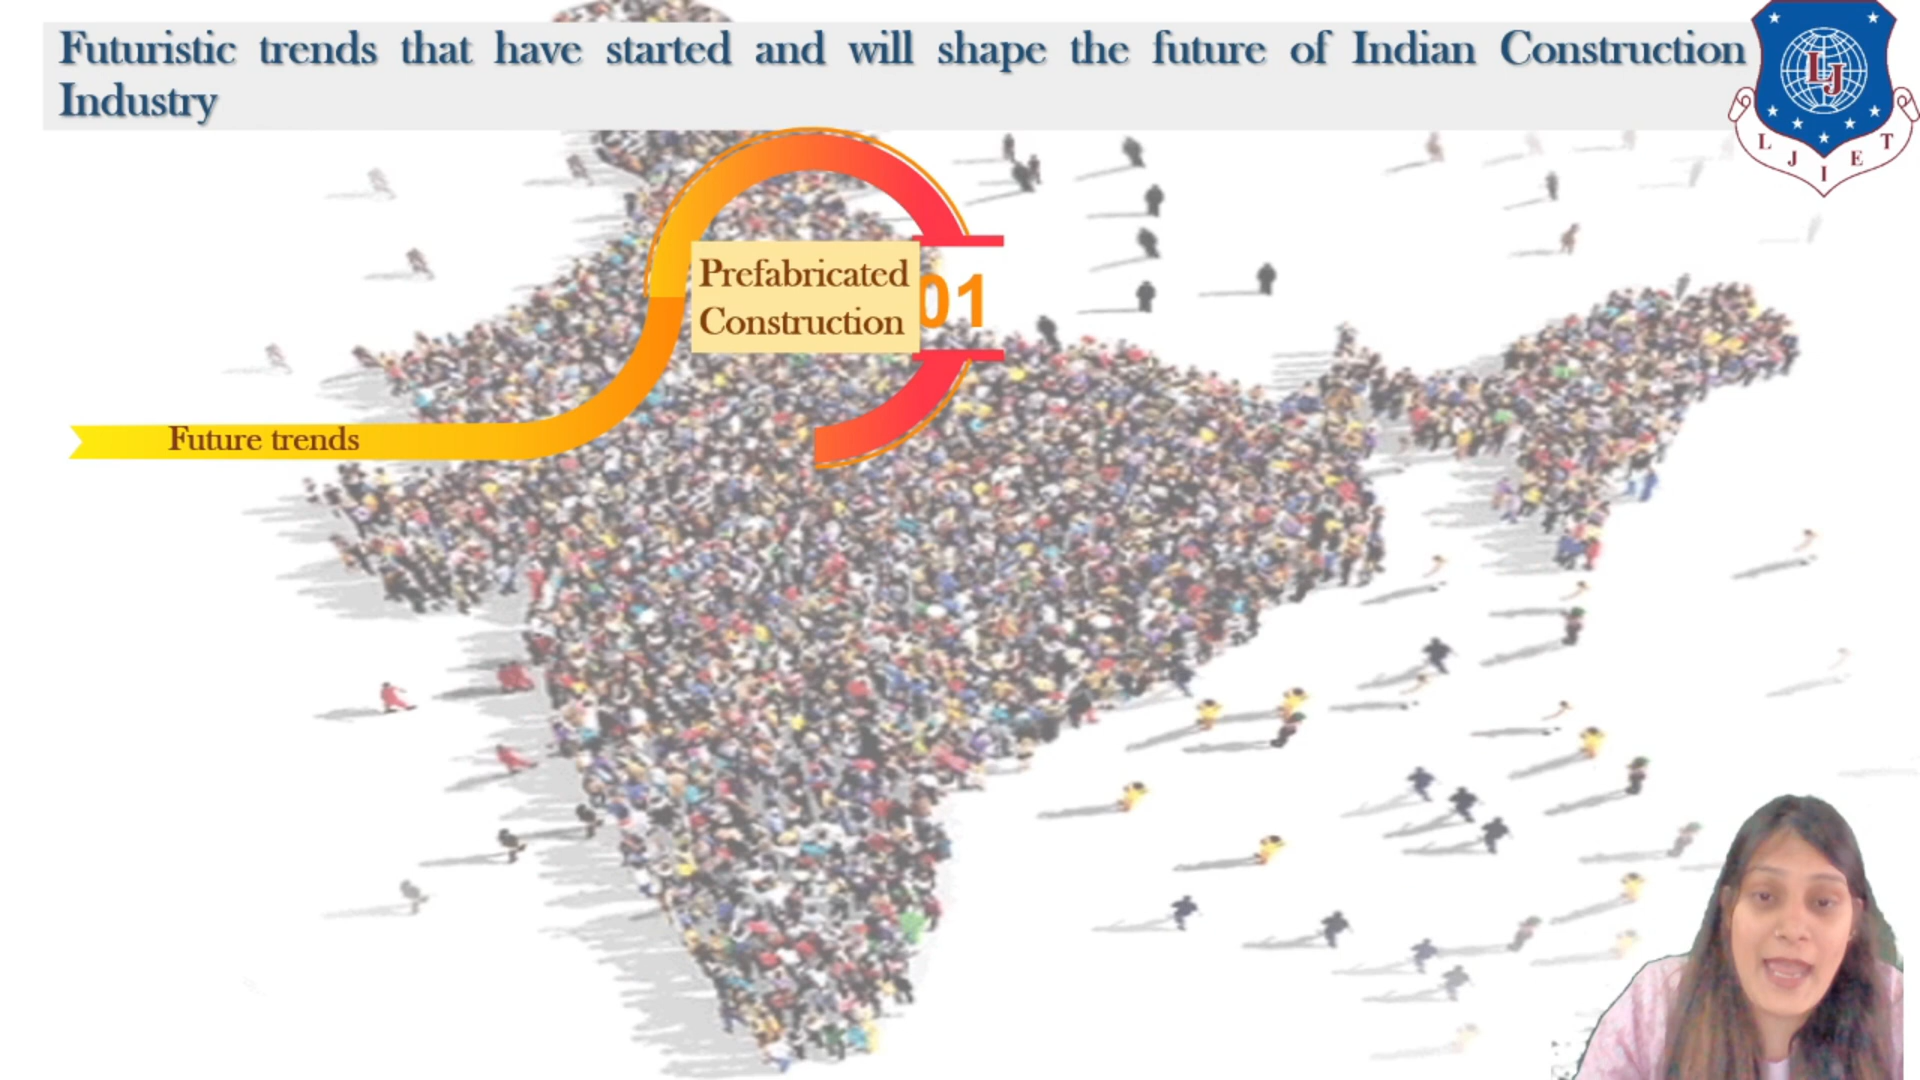 Futuristic trends that have started and will shape the future of Indian Construction
Industry
LJ
L J I E T
Prefabricated
Construction
01
Future trends